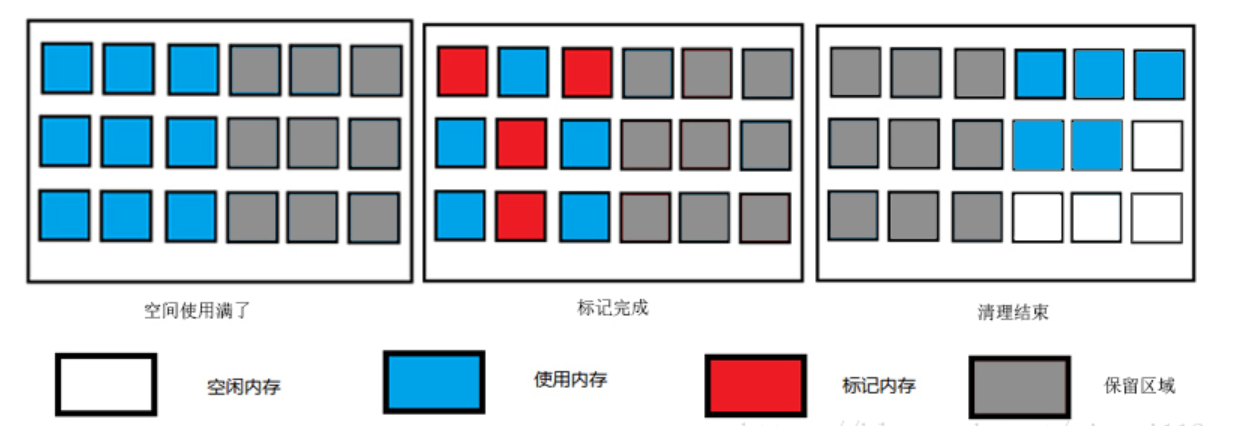 空间使用满了
标记完成
清理结束
空闲内存
使用内存
标记内存
保留区域